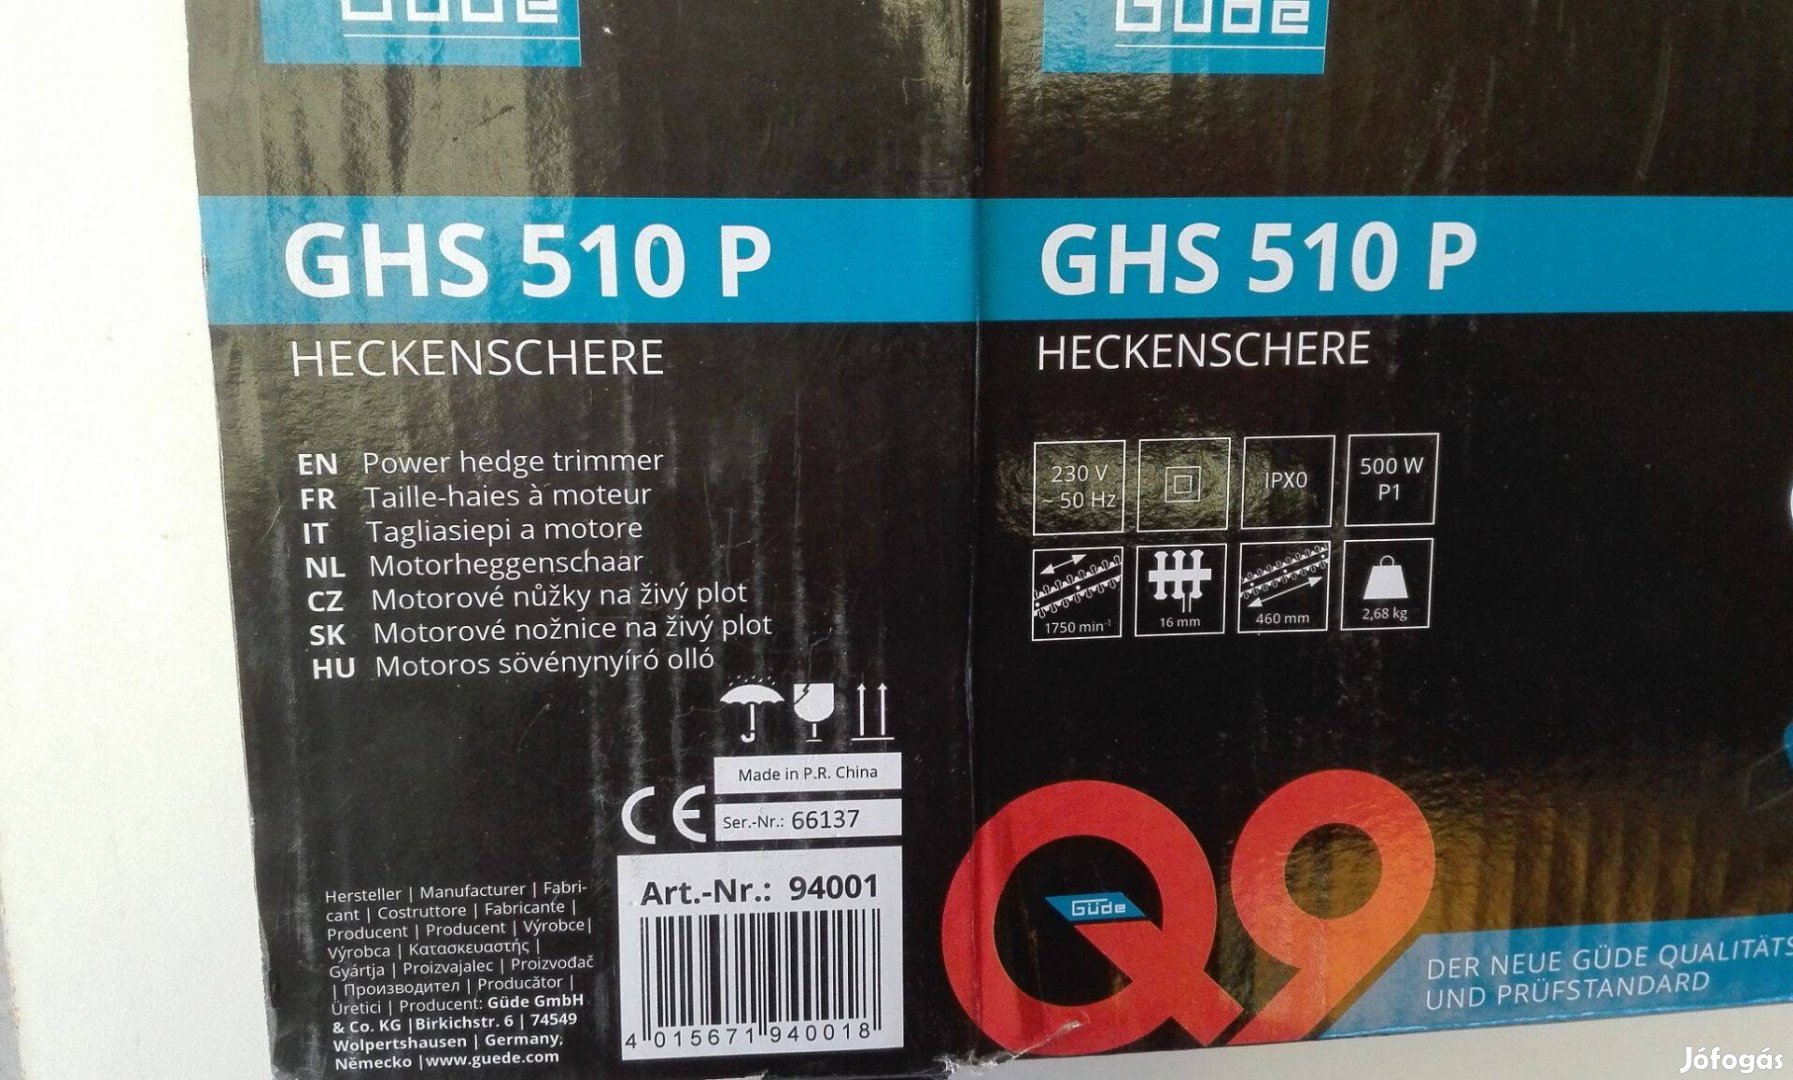 Güde
GHS 510 P
HECKENSCHERE
EN Power hedge trimmer
FR Taille-haies à moteur
IT Tagliasiepi a motore
NL Motorheggenschaar
CZ Motorové nůžky na živý plot
SK Motorové nožnice na živý plot
HU Motoros sövénynyíró olló
Made in P.R. China
CE
Ser.-Nr.: 66137
Art.-Nr.: 94001
4 015671 940018
Hersteller | Manufacturer | Fabri-
cant | Costruttore | Fabricante |
Producent | Producent | Výrobce|
Výrobca | Κατασκευαστής |
Gyártja | Proizvajalec | Proizvođač
| Производител | Producător |
Üretici | Producent: Güde GmbH
& Co. KG |Birkichstr. 6 | 74549
Wolpertshausen | Germany,
Německo |www.guede.com
Güde
GHS 510 P
HECKENSCHERE
230 V
~ 50 Hz
IPX0
500 W
P1
1750 min⁻¹
16 mm
460 mm
2,68 kg
Q9
Güde
DER NEUE GÜDE QUALITÄTS
UND PRÜFSTANDARD
Jófogás